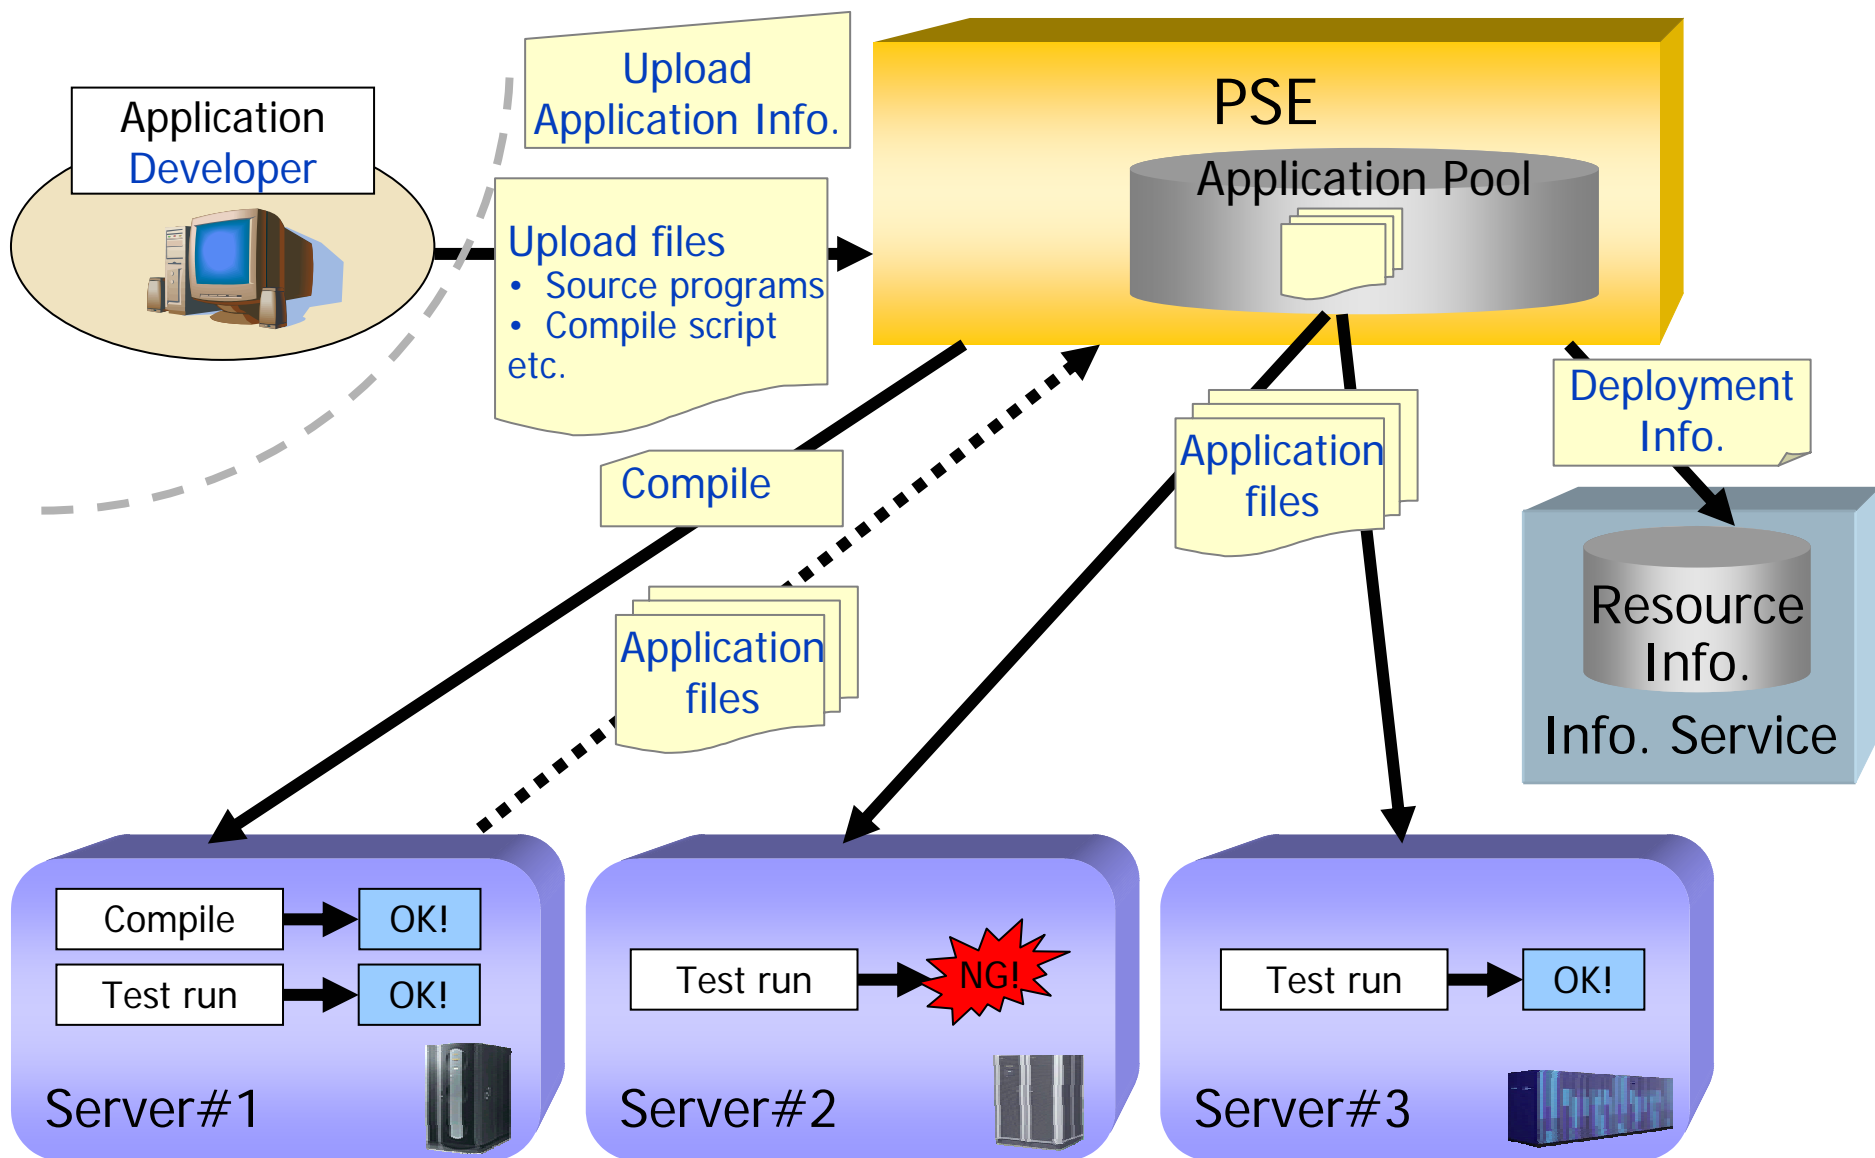 Upload
Application Info.
PSE
Application
Developer
Application Pool
Upload files
• Source programs
• Compile script
etc.
Deployment
Info.
Application
files
Compile
Resource
Info.
Application
files
Info. Service
Compile
OK!
Test run
OK!
Server#1
Test run
NG!
Server#2
Test run
OK!
Server#3